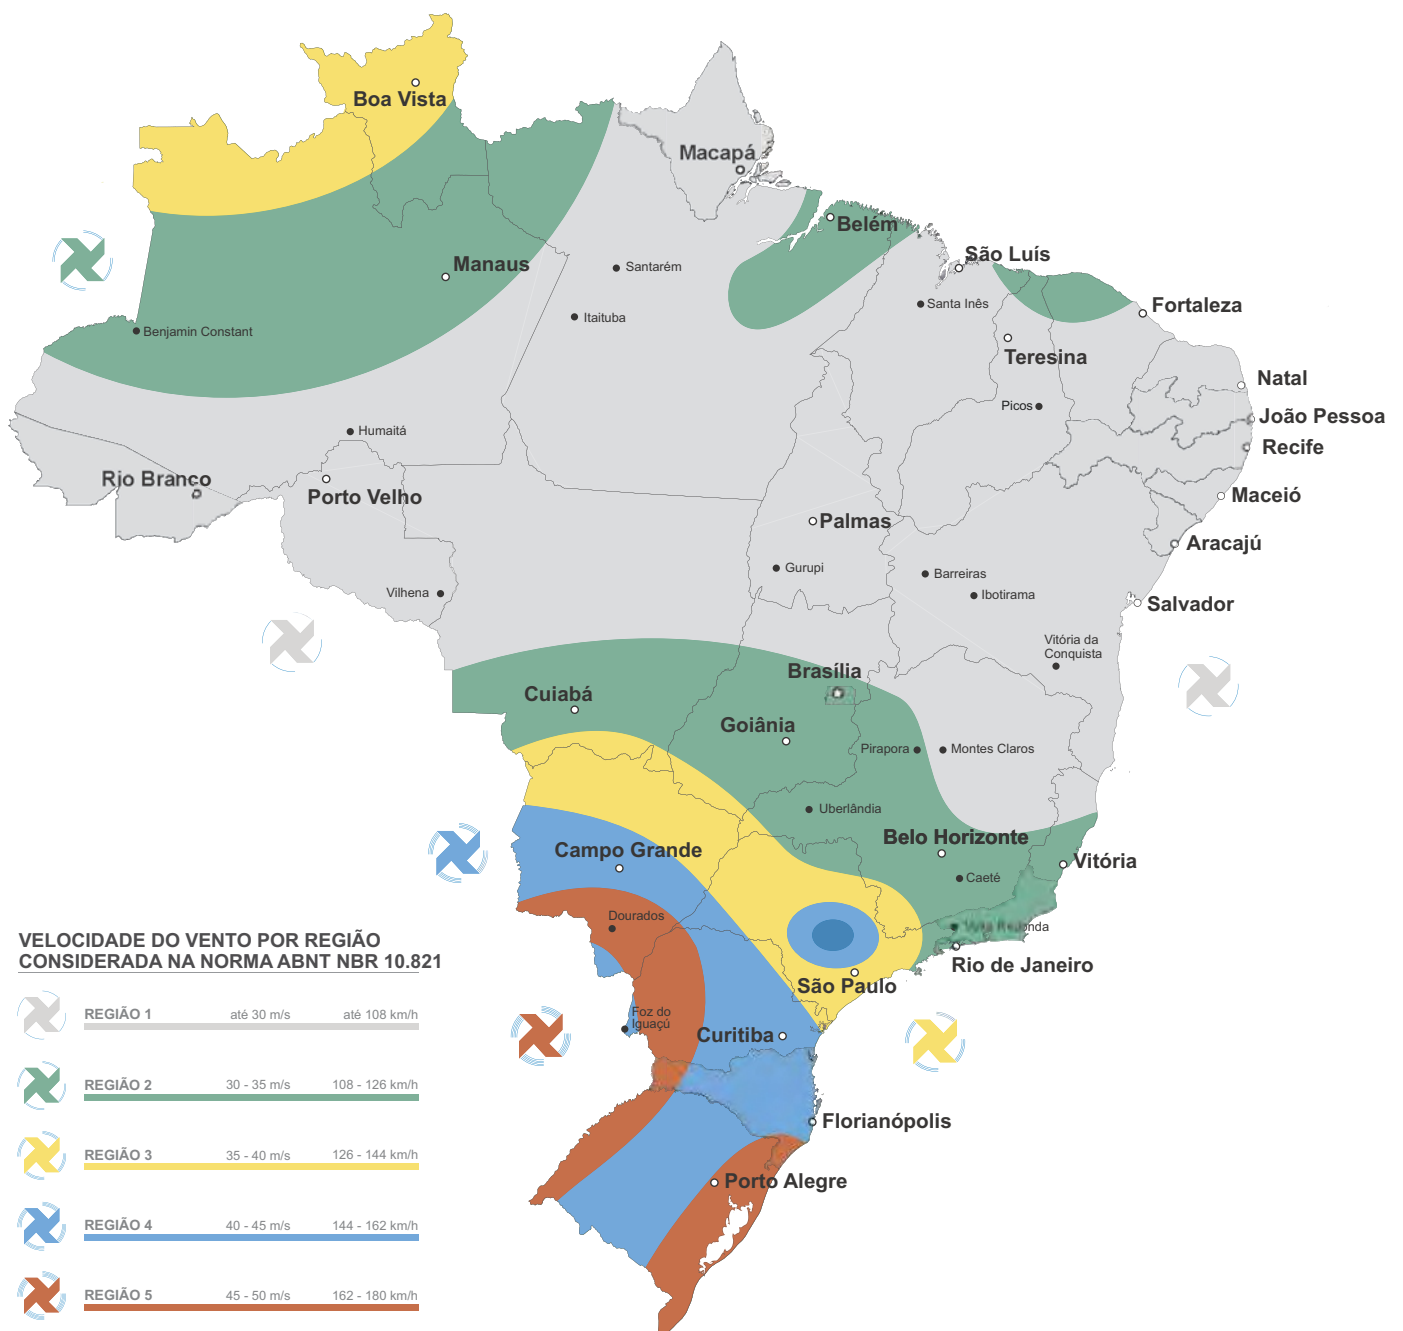 Boa Vista
Macapá
Belém
Manaus
Santarém
São Luís
Santa Inês
Fortaleza
Itaituba
Benjamin Constant
Teresina
Natal
Picos
João Pessoa
Humaitá
Recife
Rio Branco
Porto Velho
Maceió
Palmas
Aracajú
Gurupi
Barreiras
Vilhena
Ibotirama
Salvador
Vitória da
Conquista
Brasília
Cuiabá
Goiânia
Pirapora
Montes Claros
Uberlândia
Belo Horizonte
Campo Grande
Vitória
Caeté
Dourados
Rio de Janeiro
São Paulo
Foz do
Iguaçú
Curitiba
Florianópolis
Porto Alegre
VELOCIDADE DO VENTO POR REGIÃO
CONSIDERADA NA NORMA ABNT NBR 10.821
REGIÃO 1 até 30 m/s até 108 km/h
REGIÃO 2 30 - 35 m/s 108 - 126 km/h
REGIÃO 3 35 - 40 m/s 126 - 144 km/h
REGIÃO 4 40 - 45 m/s 144 - 162 km/h
REGIÃO 5 45 - 50 m/s 162 - 180 km/h